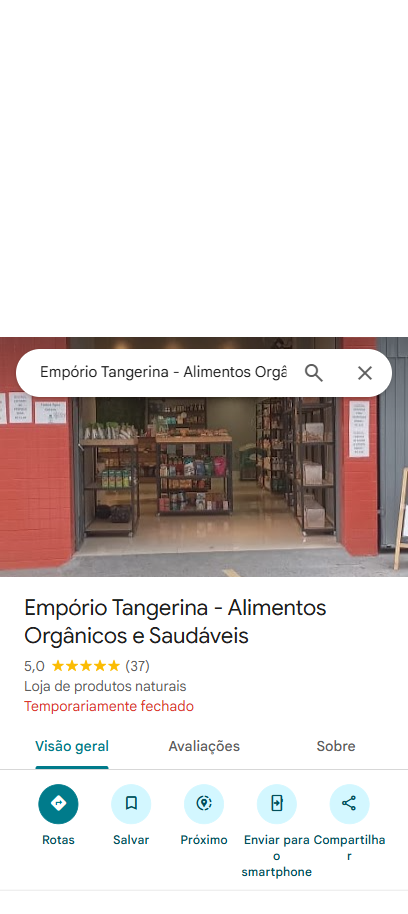 Empório Tangerina - Alimentos Orgâ
Empório Tangerina - Alimentos
Orgânicos e Saudáveis
5,0 (37)
Loja de produtos naturais
Temporariamente fechado
Visão geral Avaliações Sobre
Rotas Salvar Próximo Enviar para Compartilha
o r
smartphone